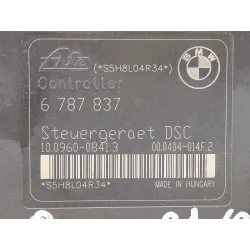 Ate
BMW
(*S5H8L04R34*)
Controller
6 787 837
Steuergeraet DSC
10.0960-0841.3 00.0404-014F.2
*S5H8L04R34*
MADE IN HUNGARY